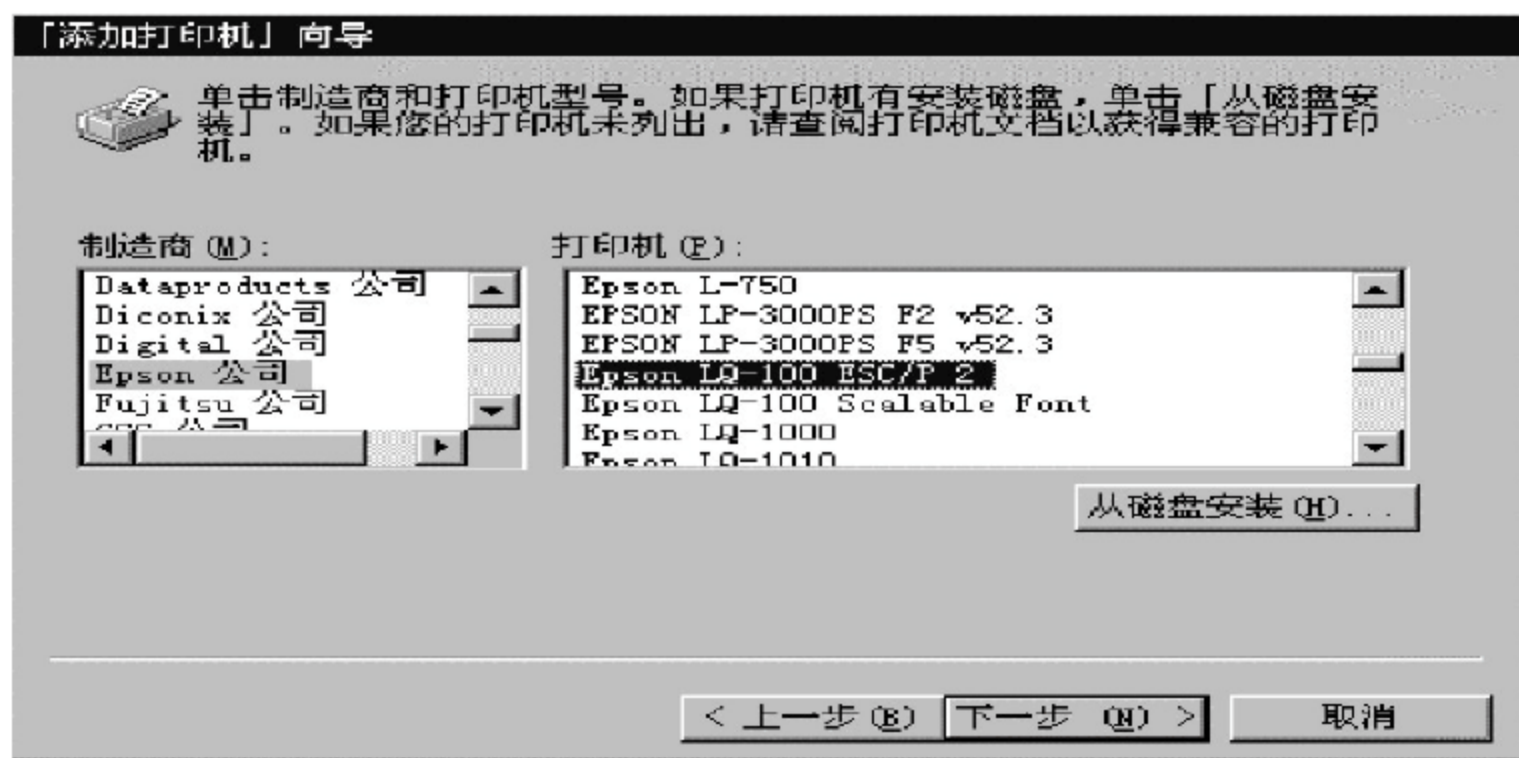 「添加打印机」 向导
单击制造商和打印机型号。如果打印机有安装磁盘，单击「从磁盘安
装」。如果您的打印机未列出，请查阅打印机文档以获得兼容的打印
机。
制造商(M):
Dataproducts 公司
Diconix 公司
Digital 公司
Epson 公司
Fujitsu 公司
打印机(P):
Epson L-750
EPSON LP-3000PS F2 v52.3
EPSON LP-3000PS F5 v52.3
Epson LQ-100 ESC/P 2
Epson LQ-100 Scalable Font
Epson LQ-1000
Epson LQ-1010
从磁盘安装(H)...
< 上一步(B)
下一步 (N) >
取消